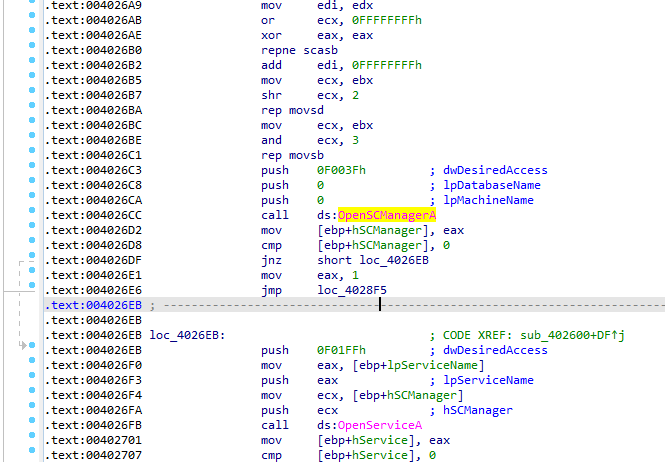 .text:004026A9 mov edi, edx
.text:004026AB or ecx, 0FFFFFFFFh
.text:004026AE xor eax, eax
.text:004026B0 repne scasb
.text:004026B2 add edi, 0FFFFFFFFh
.text:004026B5 mov ecx, ebx
.text:004026B7 shr ecx, 2
.text:004026BA rep movsd
.text:004026BC mov ecx, ebx
.text:004026BE and ecx, 3
.text:004026C1 rep movsb
.text:004026C3 push 0F003Fh ; dwDesiredAccess
.text:004026C8 push 0 ; lpDatabaseName
.text:004026CA push 0 ; lpMachineName
.text:004026CC call ds:OpenSCManagerA
.text:004026D2 mov [ebp+hSCManager], eax
.text:004026D8 cmp [ebp+hSCManager], 0
.text:004026DF jnz short loc_4026EB
.text:004026E1 mov eax, 1
.text:004026E6 jmp loc_4028F5
.text:004026EB ; ---------------------------------------------------------------------------
.text:004026EB
.text:004026EB loc_4026EB: ; CODE XREF: sub_402600+DF↑j
.text:004026EB push 0F01FFh ; dwDesiredAccess
.text:004026F0 mov eax, [ebp+lpServiceName]
.text:004026F3 push eax ; lpServiceName
.text:004026F4 mov ecx, [ebp+hSCManager]
.text:004026FA push ecx ; hSCManager
.text:004026FB call ds:OpenServiceA
.text:00402701 mov [ebp+hService], eax
.text:00402707 cmp [ebp+hService], 0